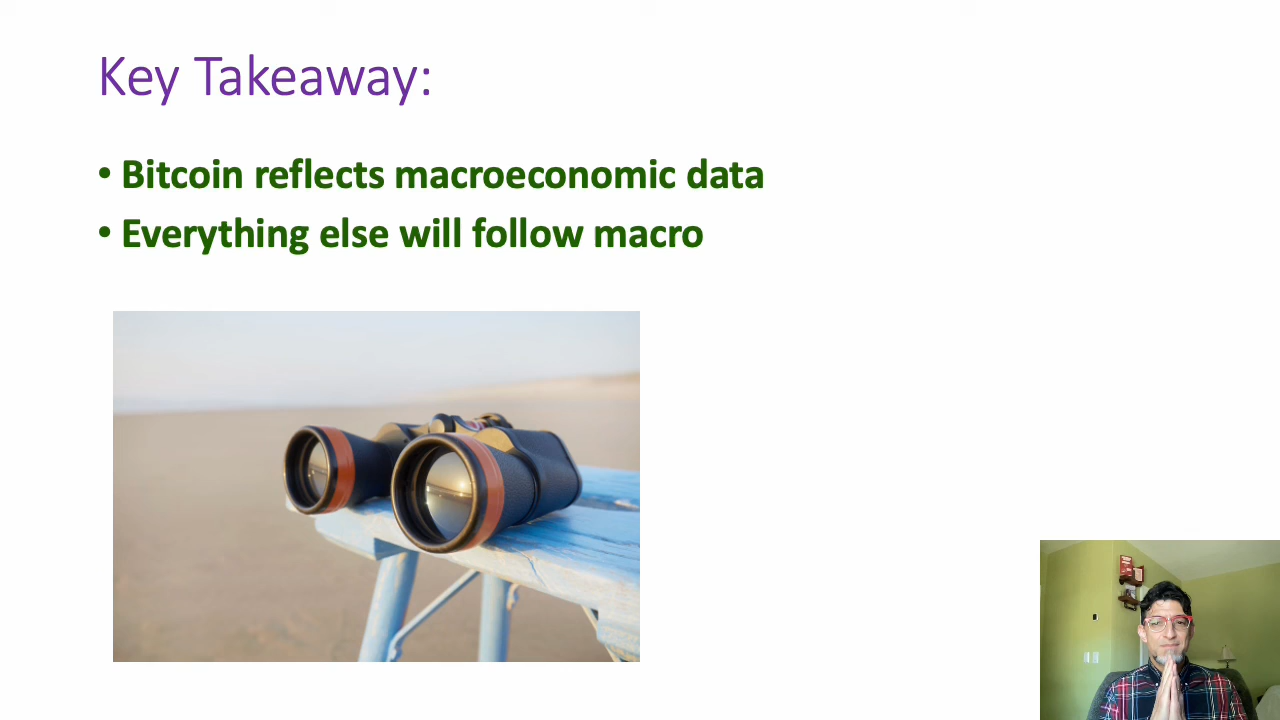 Key Takeaway:
• Bitcoin reflects macroeconomic data
• Everything else will follow macro